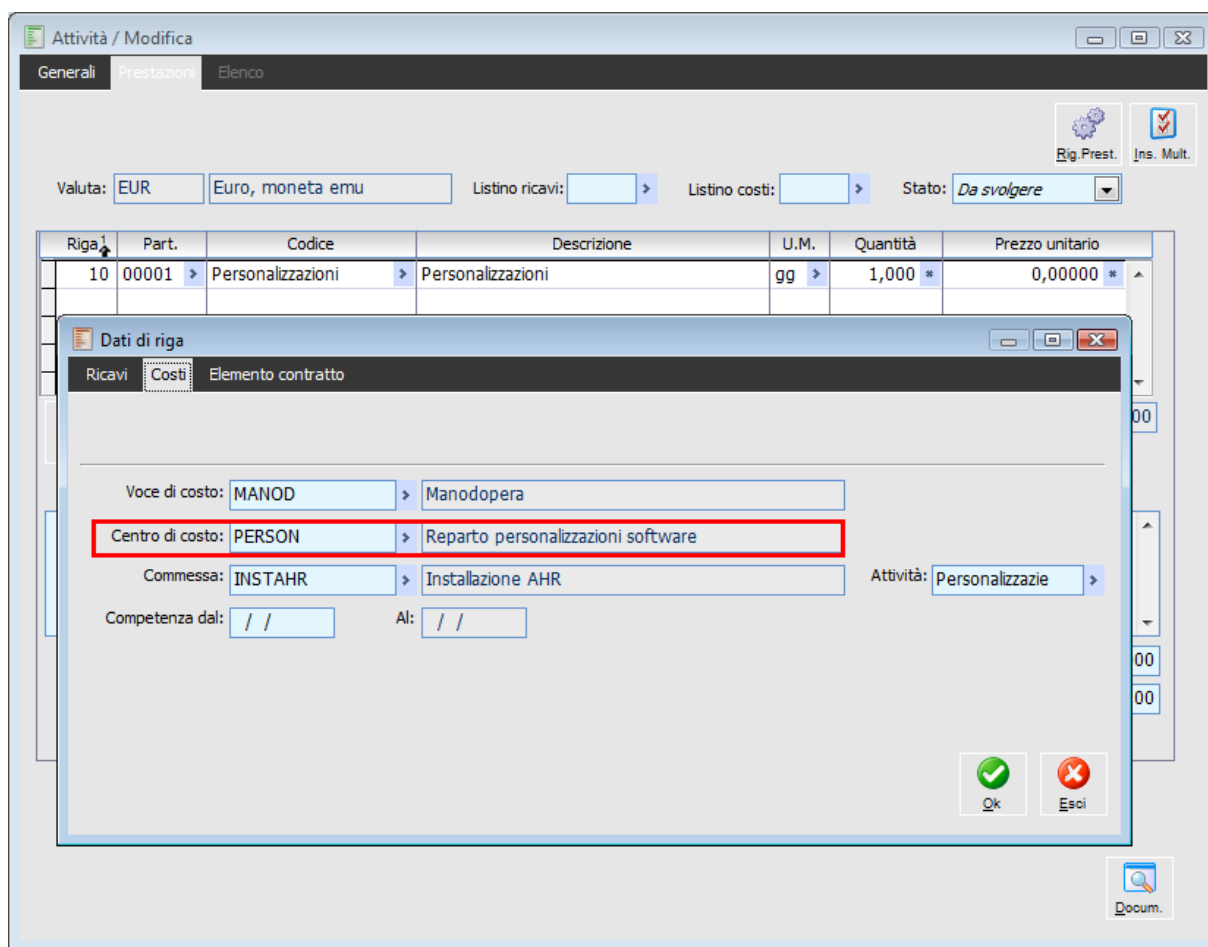 Attività / Modifica
Generali Prestazioni Elenco
Rig.Prest. Ins. Mult.
Valuta: EUR Euro, moneta emu Listino ricavi: Listino costi: Stato: Da svolgere
Riga 1 Part. Codice Descrizione U.M. Quantità Prezzo unitario
10 00001 Personalizzazioni Personalizzazioni gg 1,000 0,00000
Dati di riga
Ricavi Costi Elemento contratto
00
Voce di costo: MANOD Manodopera
Centro di costo: PERSON Reparto personalizzazioni software
Commessa: INSTAHR Installazione AHR Attività: Personalizzazie
Competenza dal: / / Al: / /
00
00
Ok Esci
Docum.